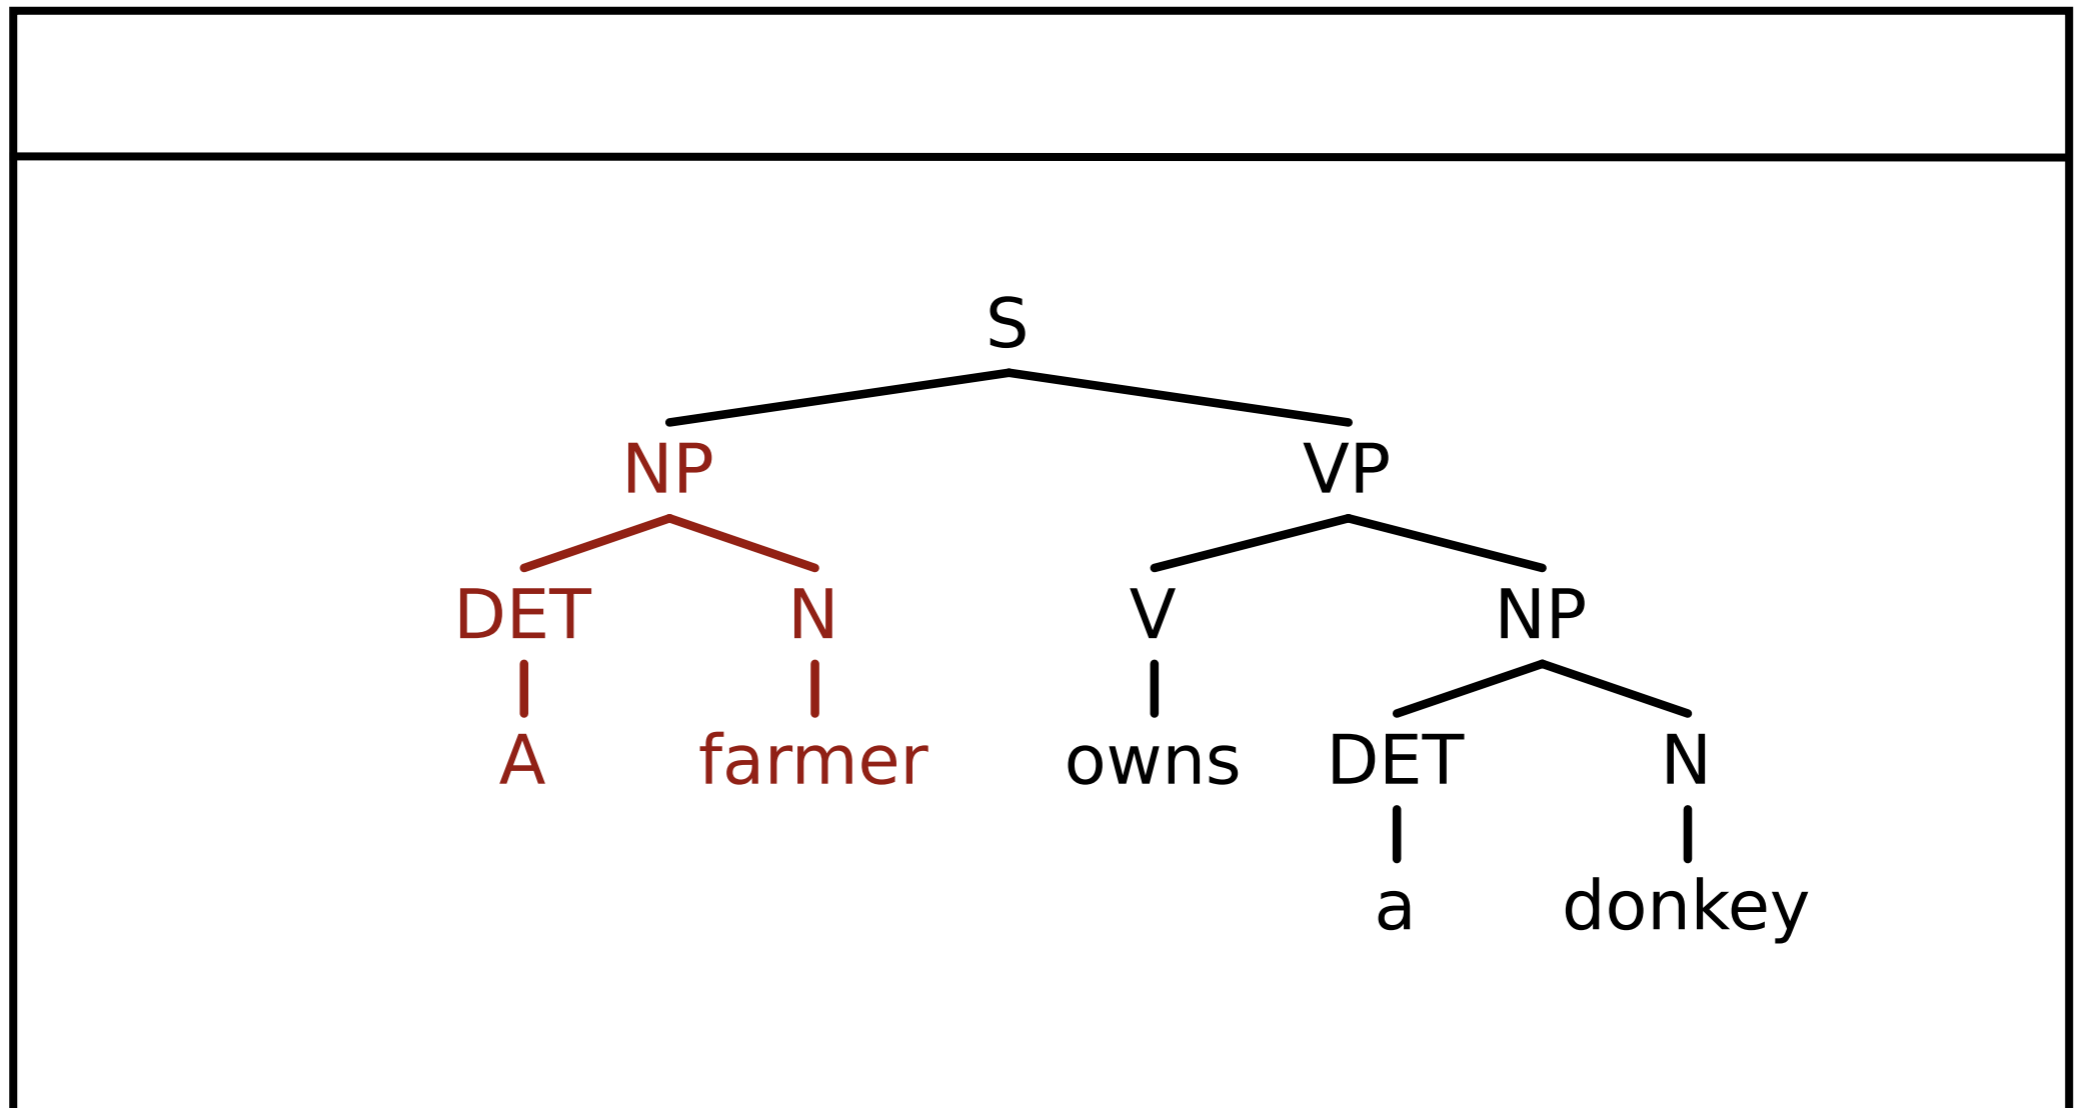 S
NP VP
DET N V NP
A farmer owns DET N
a donkey